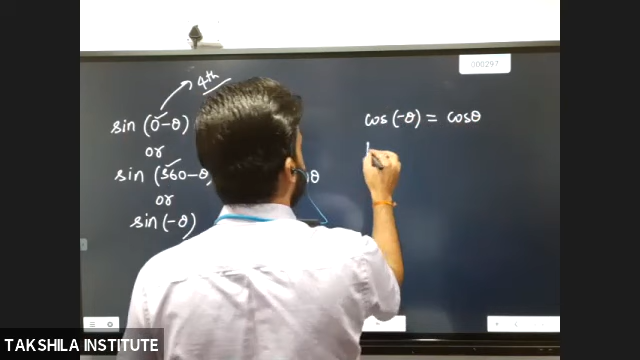 4th
sin (0-θ)
or
sin (360-θ) θ
or
sin (-θ)
cos (-θ) = cosθ
000297
TAKSHILA INSTITUTE